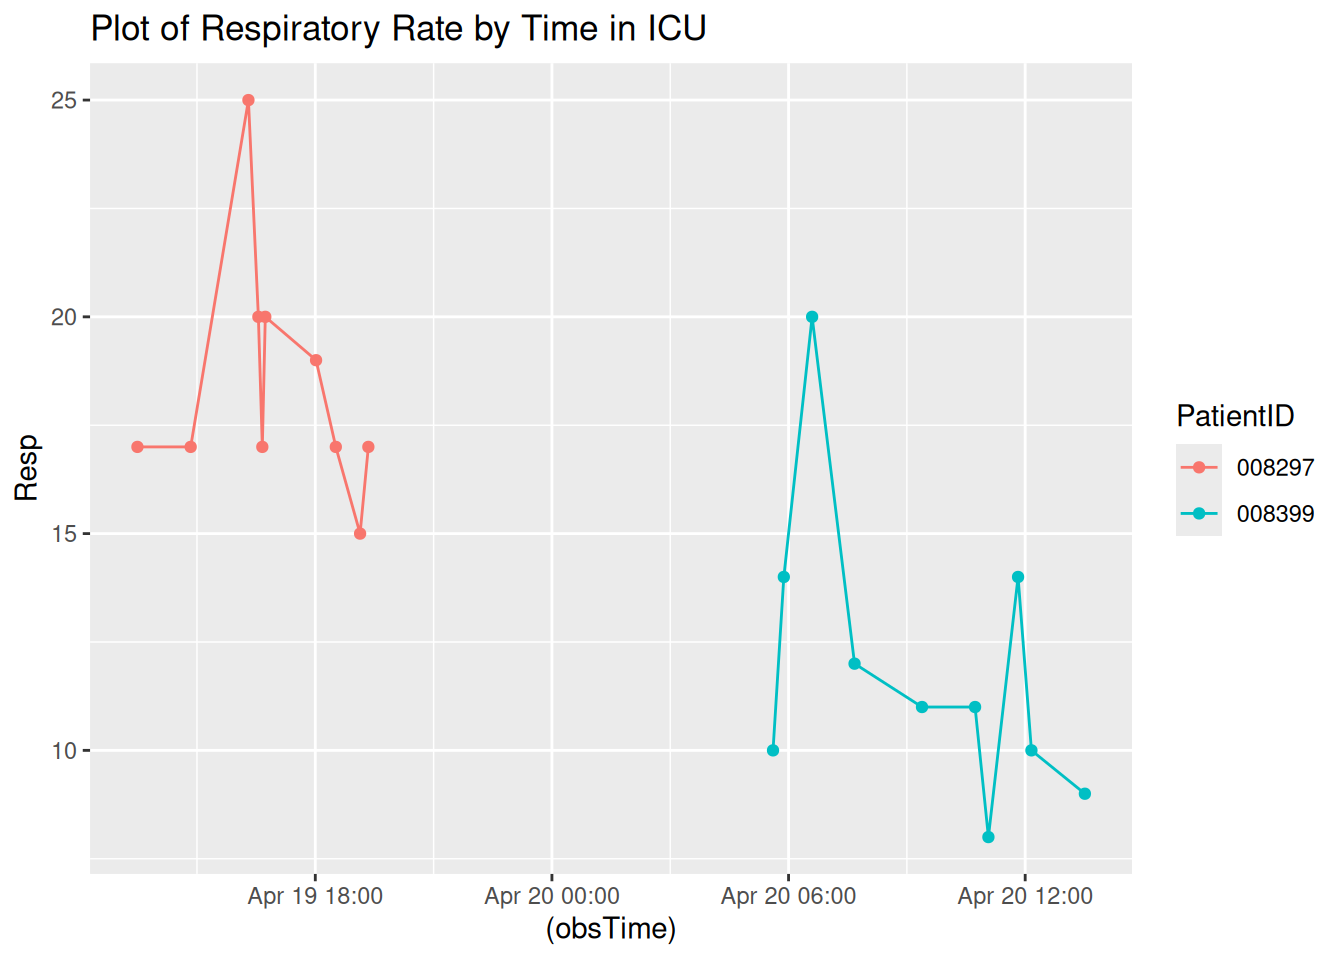 Plot of Respiratory Rate by Time in ICU
25
20
15
10
Resp
Apr 19 18:00
Apr 20 00:00
Apr 20 06:00
Apr 20 12:00
(obsTime)
PatientID
008297
008399